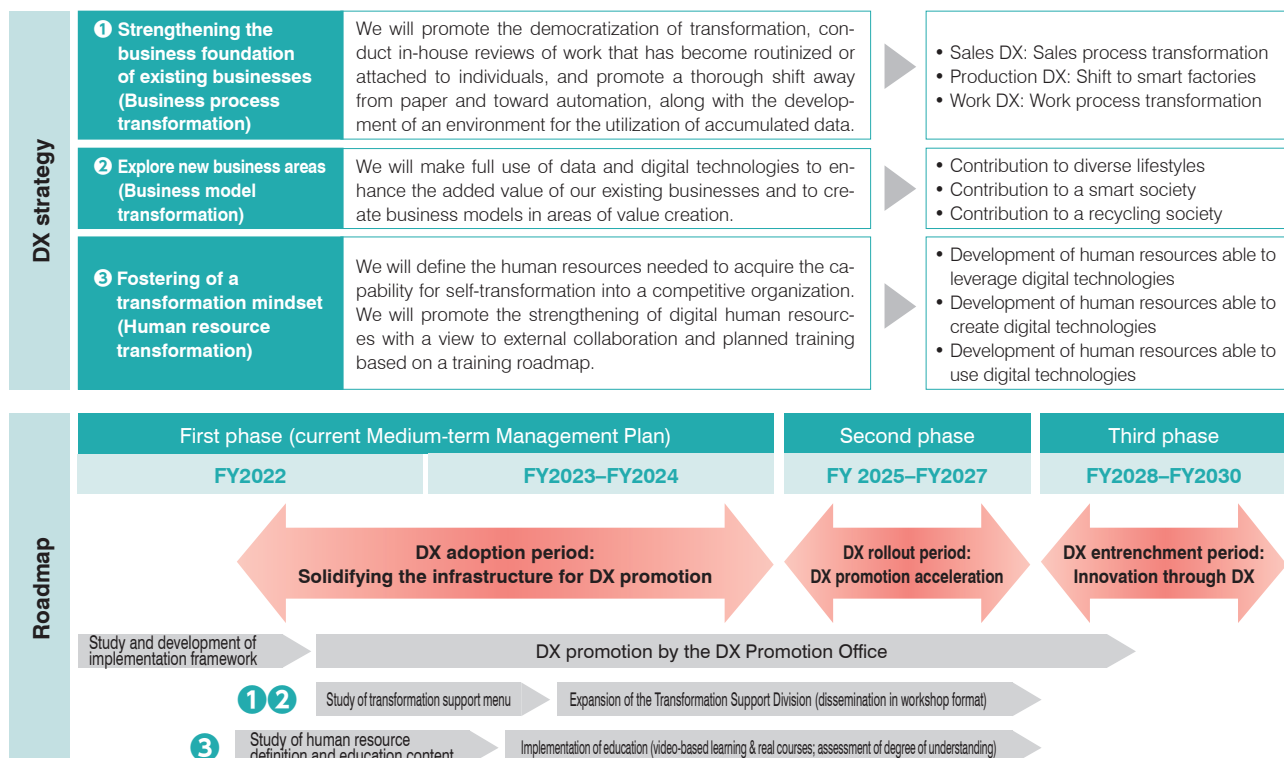 DX strategy
❶ Strengthening the
business foundation
of existing businesses
(Business process
transformation)
We will promote the democratization of transformation, con-
duct in-house reviews of work that has become routinized or
attached to individuals, and promote a thorough shift away
from paper and toward automation, along with the develop-
ment of an environment for the utilization of accumulated data.
• Sales DX: Sales process transformation
• Production DX: Shift to smart factories
• Work DX: Work process transformation
❷ Explore new business areas
(Business model
transformation)
We will make full use of data and digital technologies to en-
hance the added value of our existing businesses and to cre-
ate business models in areas of value creation.
• Contribution to diverse lifestyles
• Contribution to a smart society
• Contribution to a recycling society
❸ Fostering of a
transformation mindset
(Human resource
transformation)
We will define the human resources needed to acquire the ca-
pability for self-transformation into a competitive organization.
We will promote the strengthening of digital human resourc-
es with a view to external collaboration and planned training
based on a training roadmap.
• Development of human resources able to
leverage digital technologies
• Development of human resources able to
create digital technologies
• Development of human resources able to
use digital technologies
Roadmap
First phase (current Medium-term Management Plan)
Second phase
Third phase
FY2022
FY2023–FY2024
FY 2025–FY2027
FY2028–FY2030
DX adoption period:
Solidifying the infrastructure for DX promotion
DX rollout period:
DX promotion acceleration
DX entrenchment period:
Innovation through DX
Study and development of
implementation framework
DX promotion by the DX Promotion Office
❶❷
Study of transformation support menu
Expansion of the Transformation Support Division (dissemination in workshop format)
❸
Study of human resource
definition and education content
Implementation of education (video-based learning & real courses; assessment of degree of understanding)